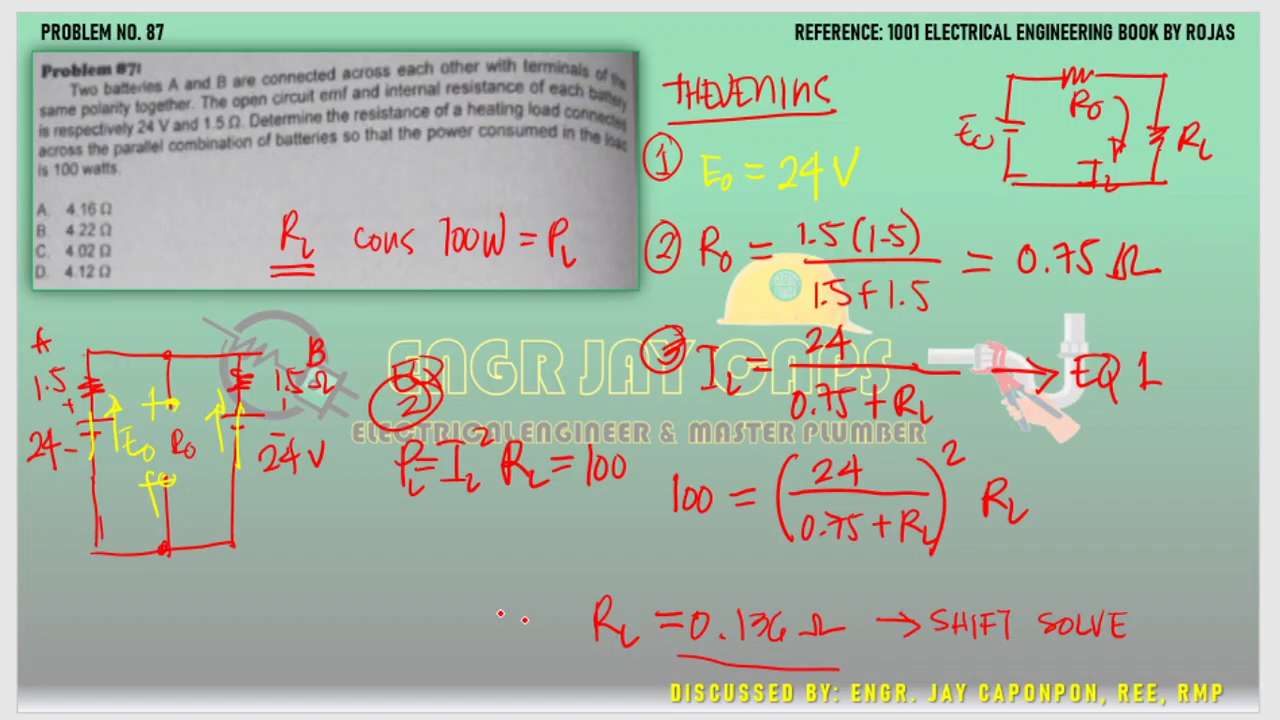 PROBLEM NO. 87
REFERENCE: 1001 ELECTRICAL ENGINEERING BOOK BY ROJAS
Problem 87:
Two batteries A and B are connected across each other with terminals of the
same polarity together. The open circuit emf and internal resistance of each battery
is respectively 24 V and 1.5 Ω. Determine the resistance of a heating load connected
across the parallel combination of batteries so that the power consumed in the load
is 100 watts.
A. 4.16 Ω
B. 4.22 Ω
C. 4.02 Ω
D. 4.12 Ω
RL cons 100W = PL
THEVENINS
R0
RL
IL
① E0 = 24 V
② R0 = 1.5(1.5) / 1.5+1.5 = 0.75 Ω
③ IL = 24 / 0.75 + RL → EQ 1
A
B
1.5
1.5 Ω
+
24 -
E0
R0
24 V
ENGR JAY CAPS
ELECTRICAL ENGINEER & MASTER PLUMBER
2
PL = IL² RL = 100
100 = (24 / 0.75 + RL)² RL
RL = 0.136 Ω → SHIFT SOLVE
DISCUSSED BY: ENGR. JAY CAPONPON, REE, RMP